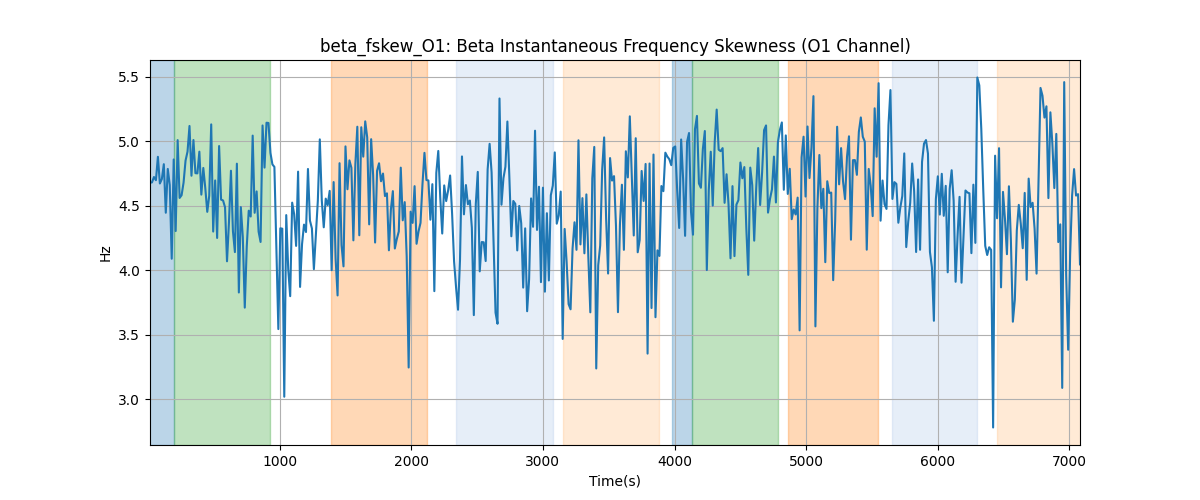 beta_fskew_O1: Beta Instantaneous Frequency Skewness (O1 Channel)
Hz
5.5
5.0
4.5
4.0
3.5
3.0
1000 2000 3000 4000 5000 6000 7000
Time(s)